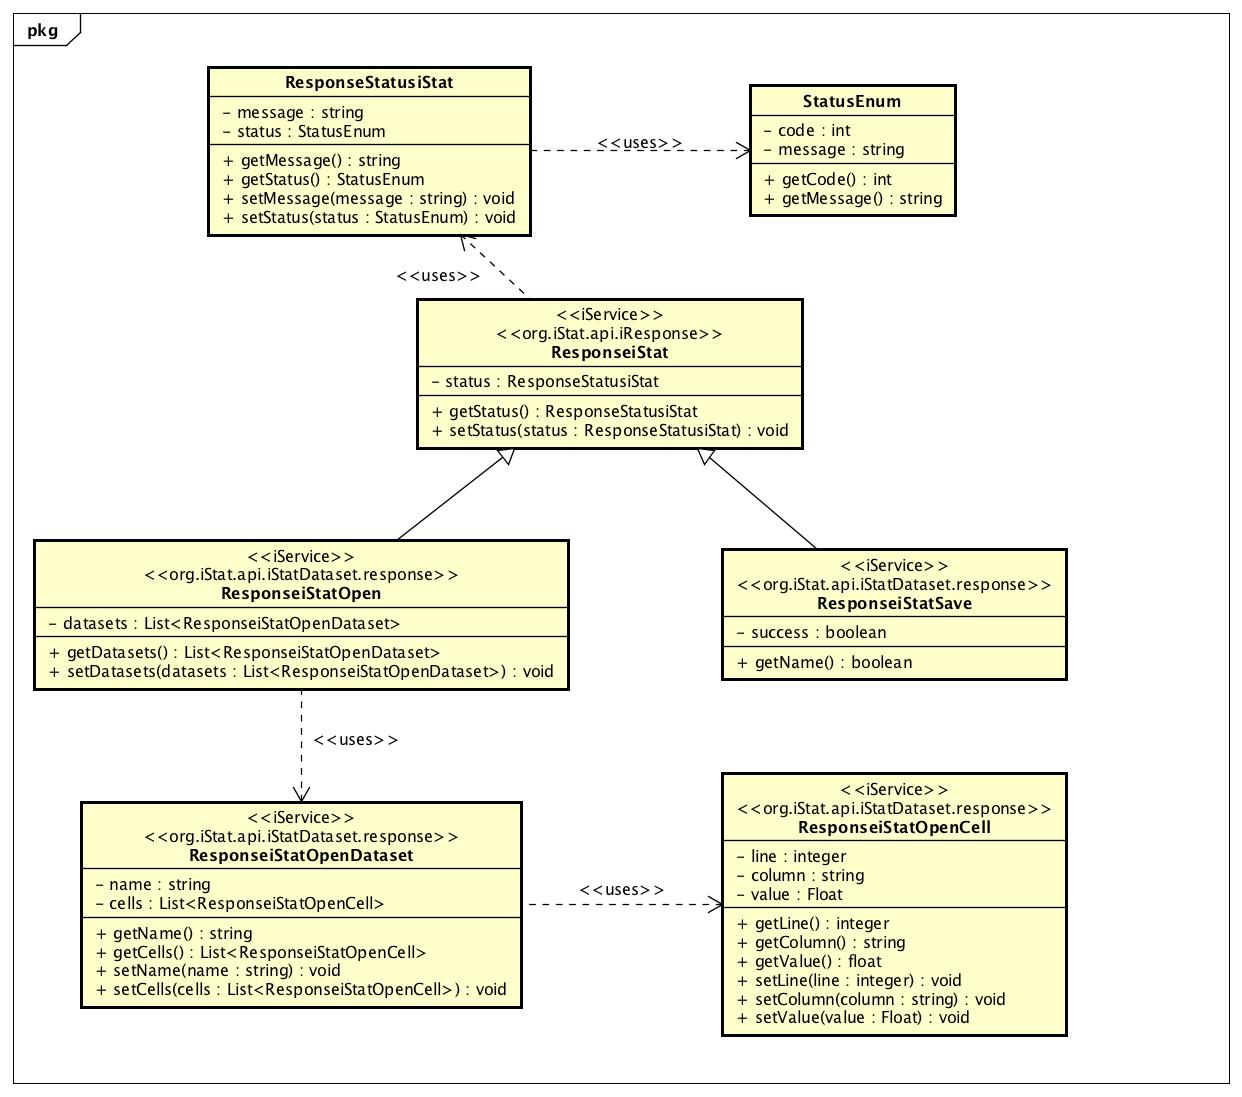 pkg
ResponseStatusiStat
- message : string
- status : StatusEnum
+ getMessage() : string
+ getStatus() : StatusEnum
+ setMessage(message : string) : void
+ setStatus(status : StatusEnum) : void
<<uses>>
StatusEnum
- code : int
- message : string
+ getCode() : int
+ getMessage() : string
<<uses>>
<<iService>>
<<org.iStat.api.iResponse>>
ResponseiStat
- status : ResponseStatusiStat
+ getStatus() : ResponseStatusiStat
+ setStatus(status : ResponseStatusiStat) : void
<<iService>>
<<org.iStat.api.iStatDataset.response>>
ResponseiStatOpen
- datasets : List<ResponseiStatOpenDataset>
+ getDatasets() : List<ResponseiStatOpenDataset>
+ setDatasets(datasets : List<ResponseiStatOpenDataset>) : void
<<iService>>
<<org.iStat.api.iStatDataset.response>>
ResponseiStatSave
- success : boolean
+ getName() : boolean
<<uses>>
<<iService>>
<<org.iStat.api.iStatDataset.response>>
ResponseiStatOpenDataset
- name : string
- cells : List<ResponseiStatOpenCell>
+ getName() : string
+ getCells() : List<ResponseiStatOpenCell>
+ setName(name : string) : void
+ setCells(cells : List<ResponseiStatOpenCell>) : void
<<uses>>
<<iService>>
<<org.iStat.api.iStatDataset.response>>
ResponseiStatOpenCell
- line : integer
- column : string
- value : Float
+ getLine() : integer
+ getColumn() : string
+ getValue() : float
+ setLine(line : integer) : void
+ setColumn(column : string) : void
+ setValue(value : Float) : void